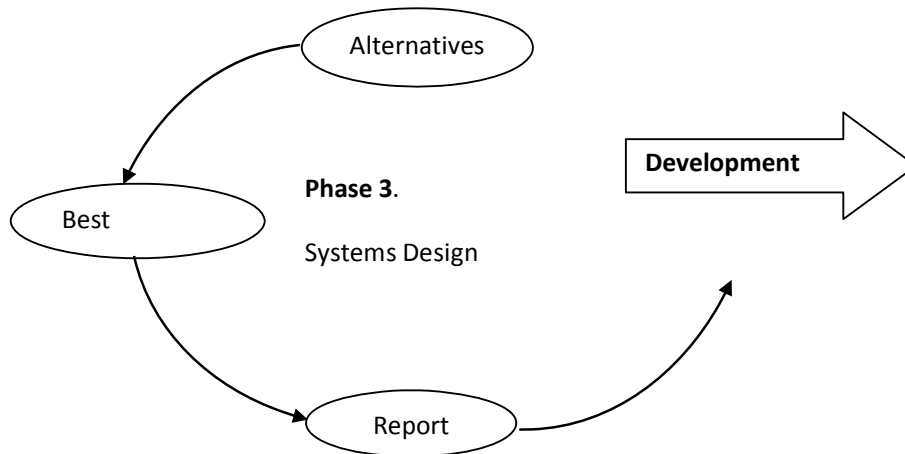 Alternatives
Development
Phase 3.
Best
Systems Design
Report